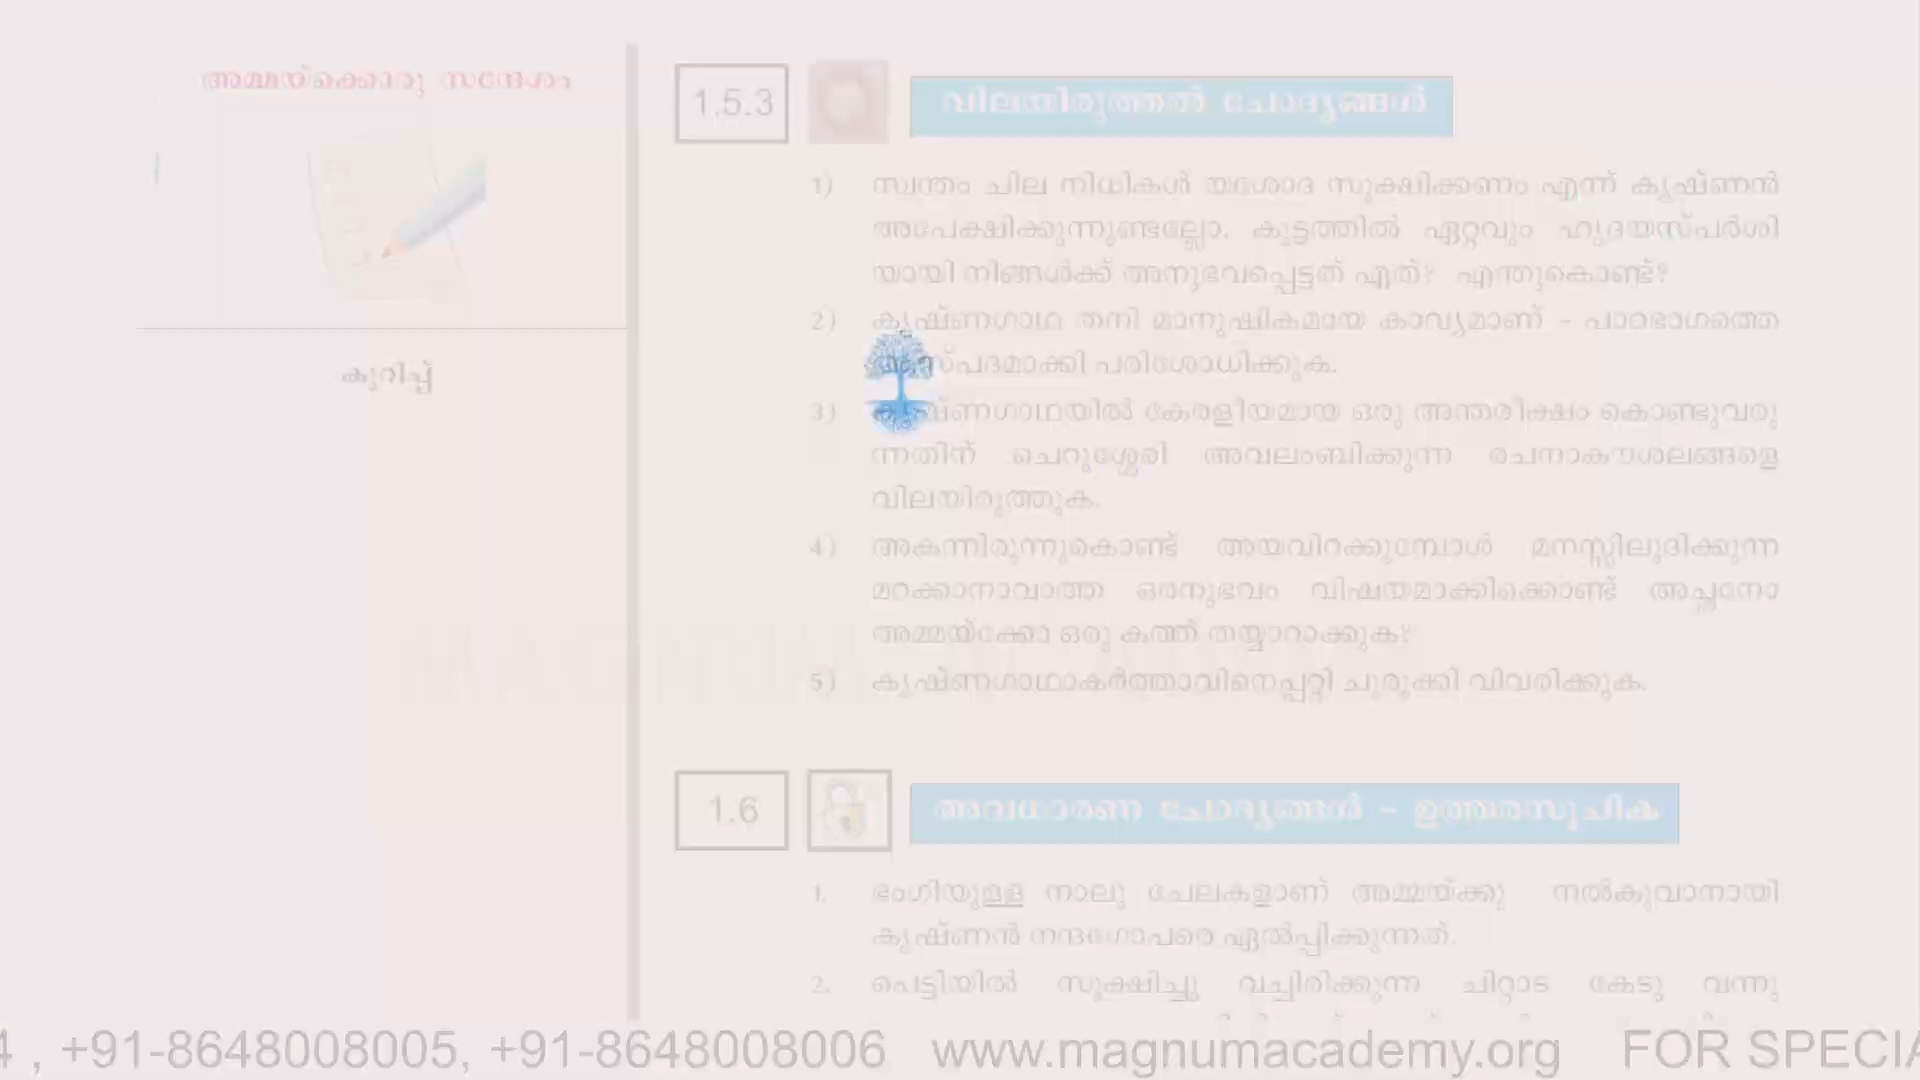 അമ്മയ്ക്കൊരു സന്ദേശം
കുറിപ്പ്
1.5.3 വിലയിരുത്തൽ ചോദ്യങ്ങൾ
1) സ്വന്തം ചില നിധികൾ യശോദ സൂക്ഷിക്കണം എന്ന് കൃഷ്ണൻ
അപേക്ഷിക്കുന്നുണ്ടല്ലോ. കൂട്ടത്തിൽ ഏറ്റവും ഹൃദയസ്പർശി
യായി നിങ്ങൾക്ക് അനുഭവപ്പെട്ടത് ഏത്? എന്തുകൊണ്ട്?
2) കൃഷ്ണഗാഥ തനി മാനുഷികമായ കാവ്യമാണ് – പാഠഭാഗത്തെ
ആസ്പദമാക്കി പരിശോധിക്കുക.
3) കൃഷ്ണഗാഥയിൽ കേരളീയമായ ഒരു അന്തരീക്ഷം കൊണ്ടുവരു
ന്നതിന് ചെറുശ്ശേരി അവലംബിക്കുന്ന രചനാകൗശലങ്ങളെ
വിലയിരുത്തുക.
4) അകന്നിരുന്നുകൊണ്ട് അയവിറക്കുമ്പോൾ മനസ്സിലുദിക്കുന്ന
മറക്കാനാവാത്ത ഒരനുഭവം വിഷയമാക്കിക്കൊണ്ട് അച്ഛനോ
അമ്മയ്ക്കോ ഒരു കത്ത് തയ്യാറാക്കുക?
5) കൃഷ്ണഗാഥാകർത്താവിനെപ്പറ്റി ചുരുക്കി വിവരിക്കുക.
1.6 അവധാരണ ചോദ്യങ്ങൾ – ഉത്തരസൂചിക
1. ഭംഗിയുള്ള നാലു ചേലകളാണ് അമ്മയ്ക്കു നൽകുവാനായി
കൃഷ്ണൻ നന്ദഗോപരെ ഏൽപ്പിക്കുന്നത്.
2. പെട്ടിയിൽ സൂക്ഷിച്ചു വച്ചിരിക്കുന്ന ചിറ്റാട കേടു വന്നു
4 , +91-8648008005, +91-8648008006 www.magnumacademy.org FOR SPECIA